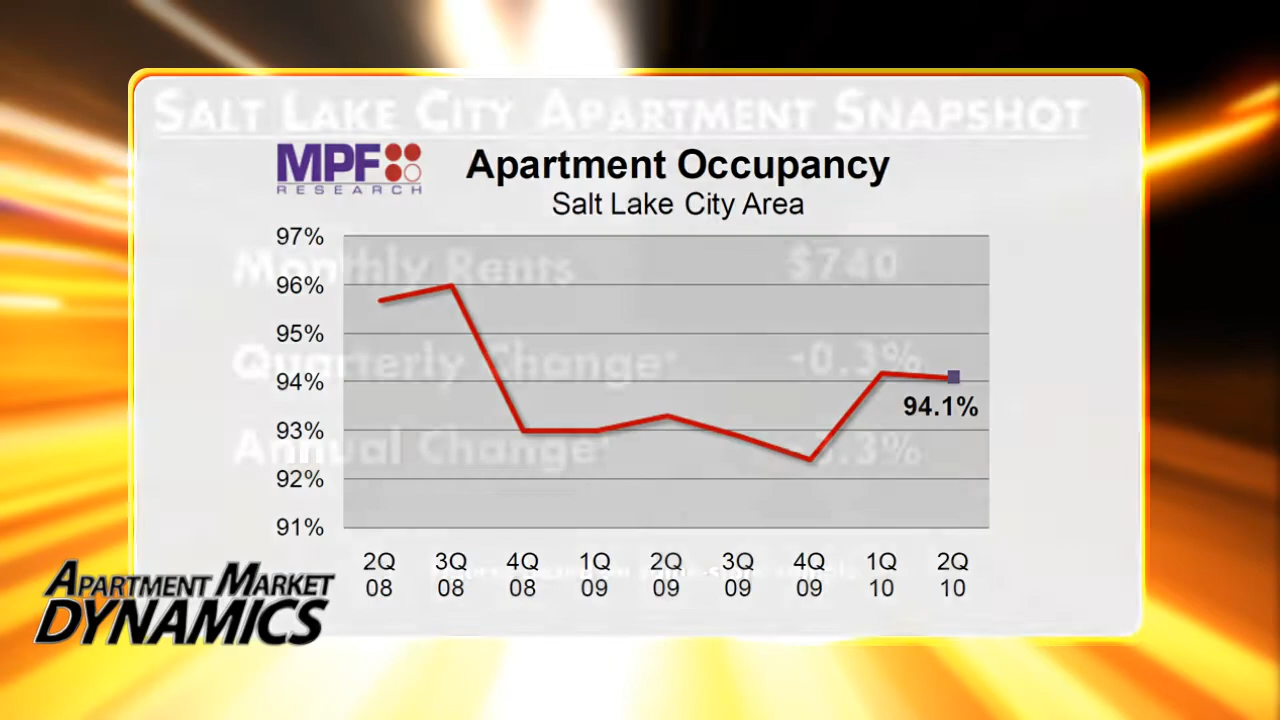 SALT LAKE CITY APARTMENT SNAPSHOT
MPF
RESEARCH
Apartment Occupancy
Salt Lake City Area
97%
Monthly Rents $740
96%
95%
Quarterly Change* -0.3%
94%
94.1%
93%
Annual Change* .3%
92%
91%
2Q 3Q 4Q 1Q 2Q 3Q 4Q 1Q 2Q
08 08 08 09 09 09 09 10 10
APARTMENT MARKET
DYNAMICS